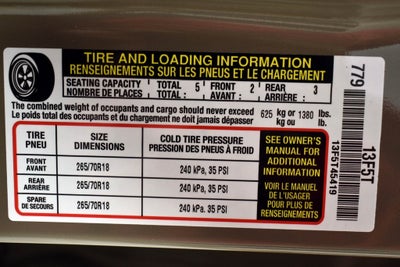 TIRE AND LOADING INFORMATION
RENSEIGNEMENTS SUR LES PNEUS ET LE CHARGEMENT
SEATING CAPACITY TOTAL 5 FRONT 2 REAR 3
NOMBRE DE PLACES TOTAL : AVANT : ARRIÈRE :
The combined weight of occupants and cargo should never exceed 625 kg or 1380 lbs.
Le poids total des occupants et du chargement ne doit jamais dépasser kg ou lb.
TIRE SIZE COLD TIRE PRESSURE
PNEU DIMENSIONS PRESSION DES PNEUS À FROID
FRONT
AVANT 265/70R18 240 kPa, 35 PSI
REAR
ARRIÈRE 265/70R18 240 kPa, 35 PSI
SPARE
DE SECOURS 265/70R18 240 kPa. 35 PSI
SEE OWNER'S
MANUAL FOR
ADDITIONAL
INFORMATION
VOIR LE MANUEL
DE L'USAGER
POUR PLUS DE
RENSEIGNEMENTS
779
13F5T
13F5T45419